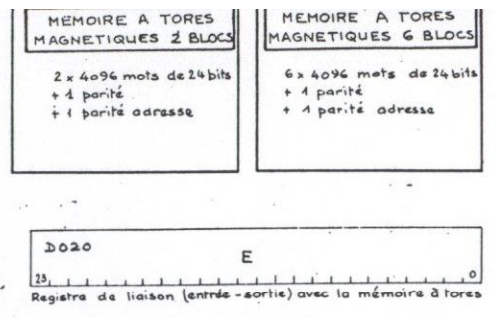 MEMOIRE A TORES
MAGNETIQUES 2 BLOCS
2 x 4096 mots de 24 bits
+ 1 parité
+ 1 parité adresse
MEMOIRE A TORES
MAGNETIQUES 6 BLOCS
6 x 4096 mots de 24 bits
+ 1 parité
+ 1 parité adresse
D020
E
23 0
Registre de liaison (entrée - sortie) avec la mémoire à tores